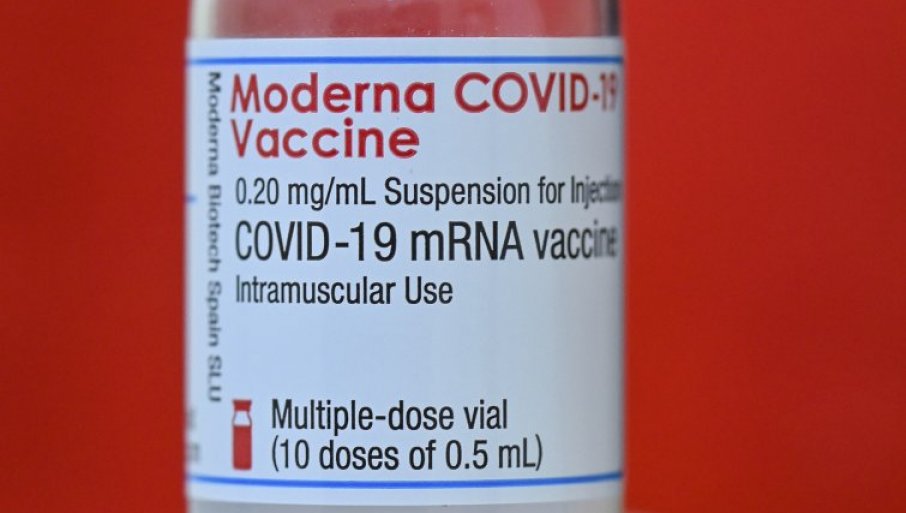 Moderna COVID-19
Vaccine
0.20 mg/mL Suspension for Injection
COVID-19 mRNA vaccine
Intramuscular Use
Multiple-dose vial
(10 doses of 0.5 mL)
Moderna Biotech Spain SLU